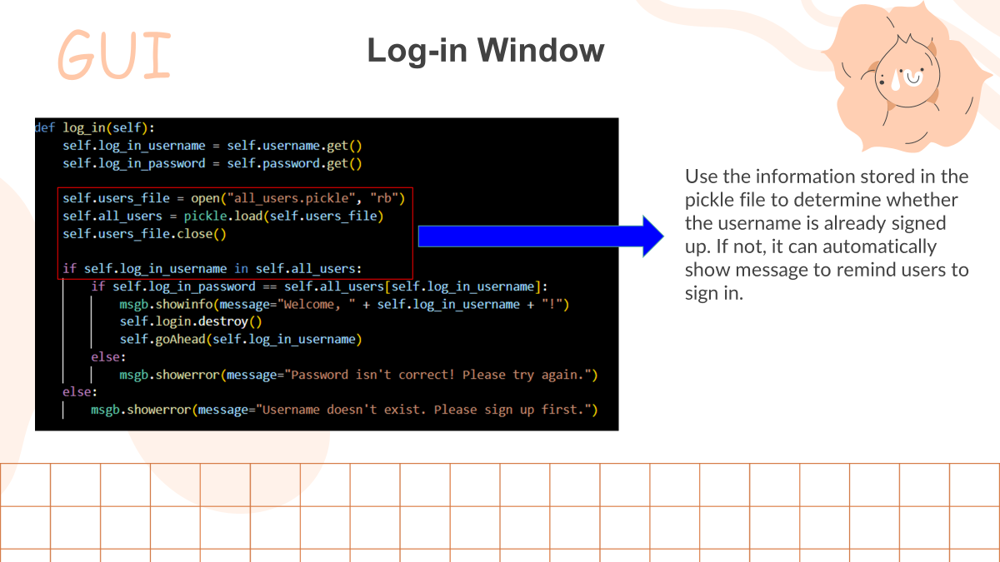 GUI
Log-in Window
def log_in(self):
self.log_in_username = self.username.get()
self.log_in_password = self.password.get()
self.users_file = open("all_users.pickle", "rb")
self.all_users = pickle.load(self.users_file)
self.users_file.close()
if self.log_in_username in self.all_users:
if self.log_in_password == self.all_users[self.log_in_username]:
msgb.showinfo(message="Welcome, " + self.log_in_username + "!")
self.login.destroy()
self.goAhead(self.log_in_username)
else:
msgb.showerror(message="Password isn't correct! Please try again.")
else:
msgb.showerror(message="Username doesn't exist. Please sign up first.")
Use the information stored in the
pickle file to determine whether
the username is already signed
up. If not, it can automatically
show message to remind users to
sign in.